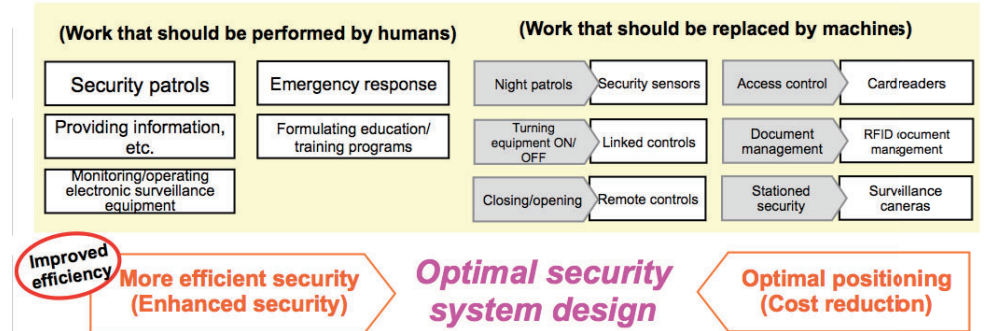 (Work that should be performed by humans)
Security patrols
Emergency response
Providing information,
etc.
Formulating education/
training programs
Monitoring/operating
electronic surveillance
equipment
(Work that should be replaced by machines)
Night patrols
Security sensors
Access control
Cardreaders
Turning
equipment ON/
OFF
Linked controls
Document
management
RFID document
management
Closing/opening
Remote controls
Stationed
security
Surveillance
cameras
Improved
efficiency
More efficient security
(Enhanced security)
Optimal security
system design
Optimal positioning
(Cost reduction)